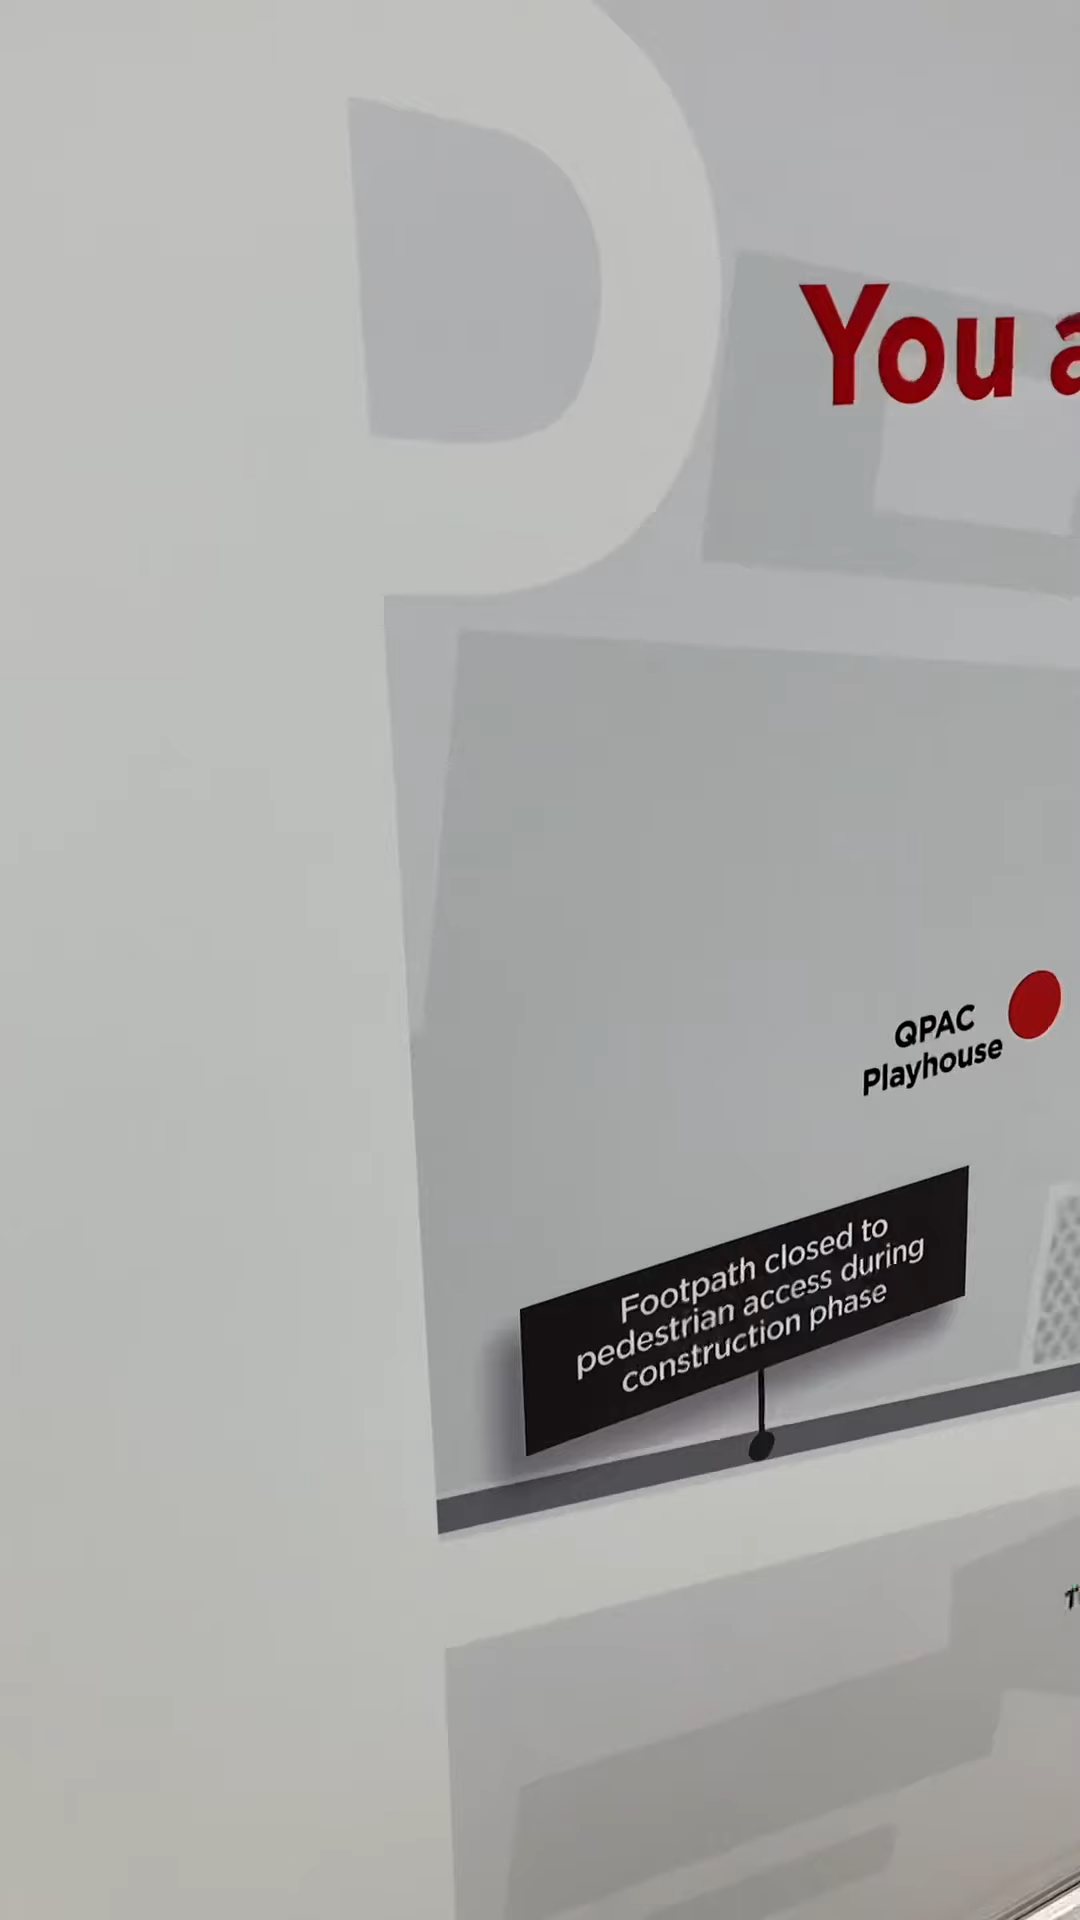 You
QPAC
Playhouse
Footpath closed to
pedestrian access during
construction phase